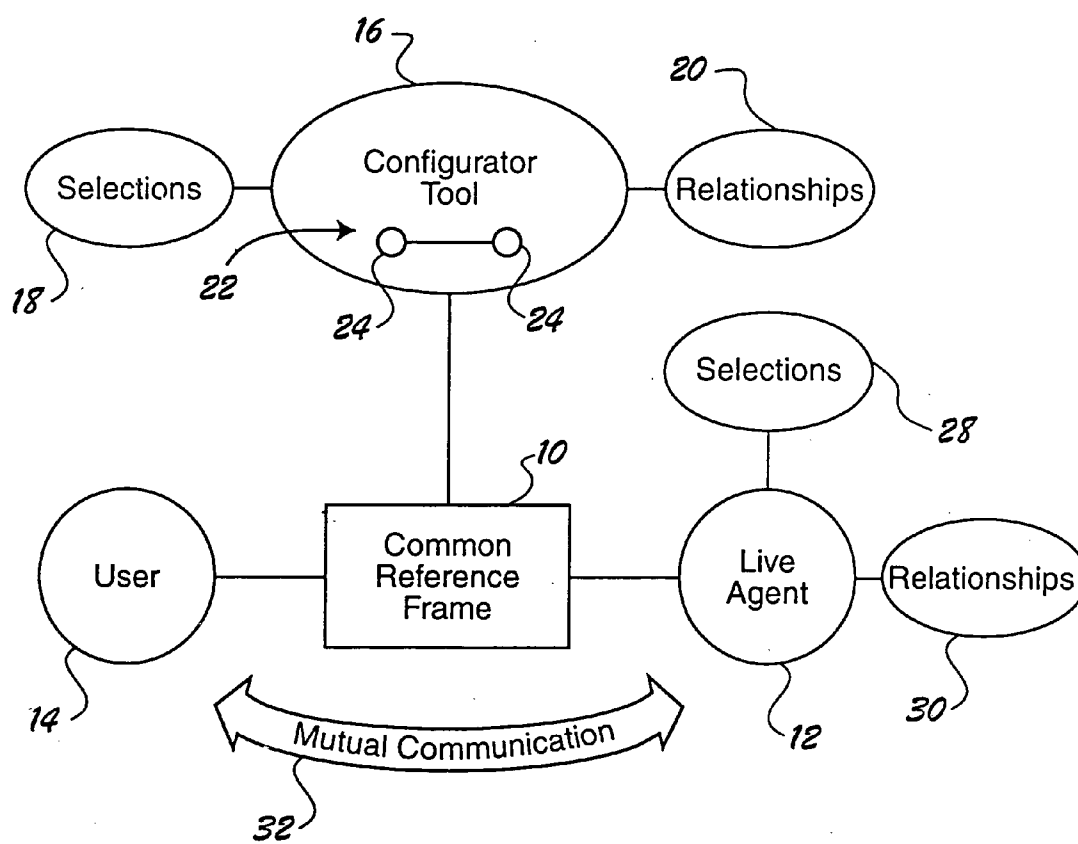 16
20
Selections
Configurator
Tool
Relationships
22
18
24
24
Selections
28
10
User
Common
Reference
Frame
Live
Agent
Relationships
14
Mutual Communication
12
30
32